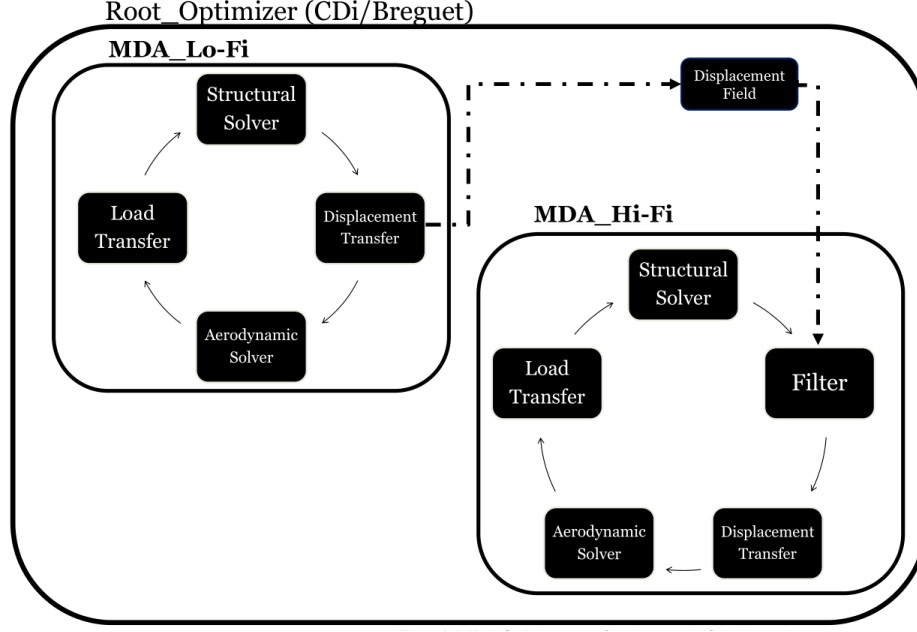 Root_Optimizer (CDi/Breguet)
MDA_Lo-Fi
Structural
Solver
Load
Transfer
Displacement
Transfer
Aerodynamic
Solver
Displacement
Field
MDA_Hi-Fi
Structural
Solver
Load
Transfer
Filter
Aerodynamic
Solver
Displacement
Transfer